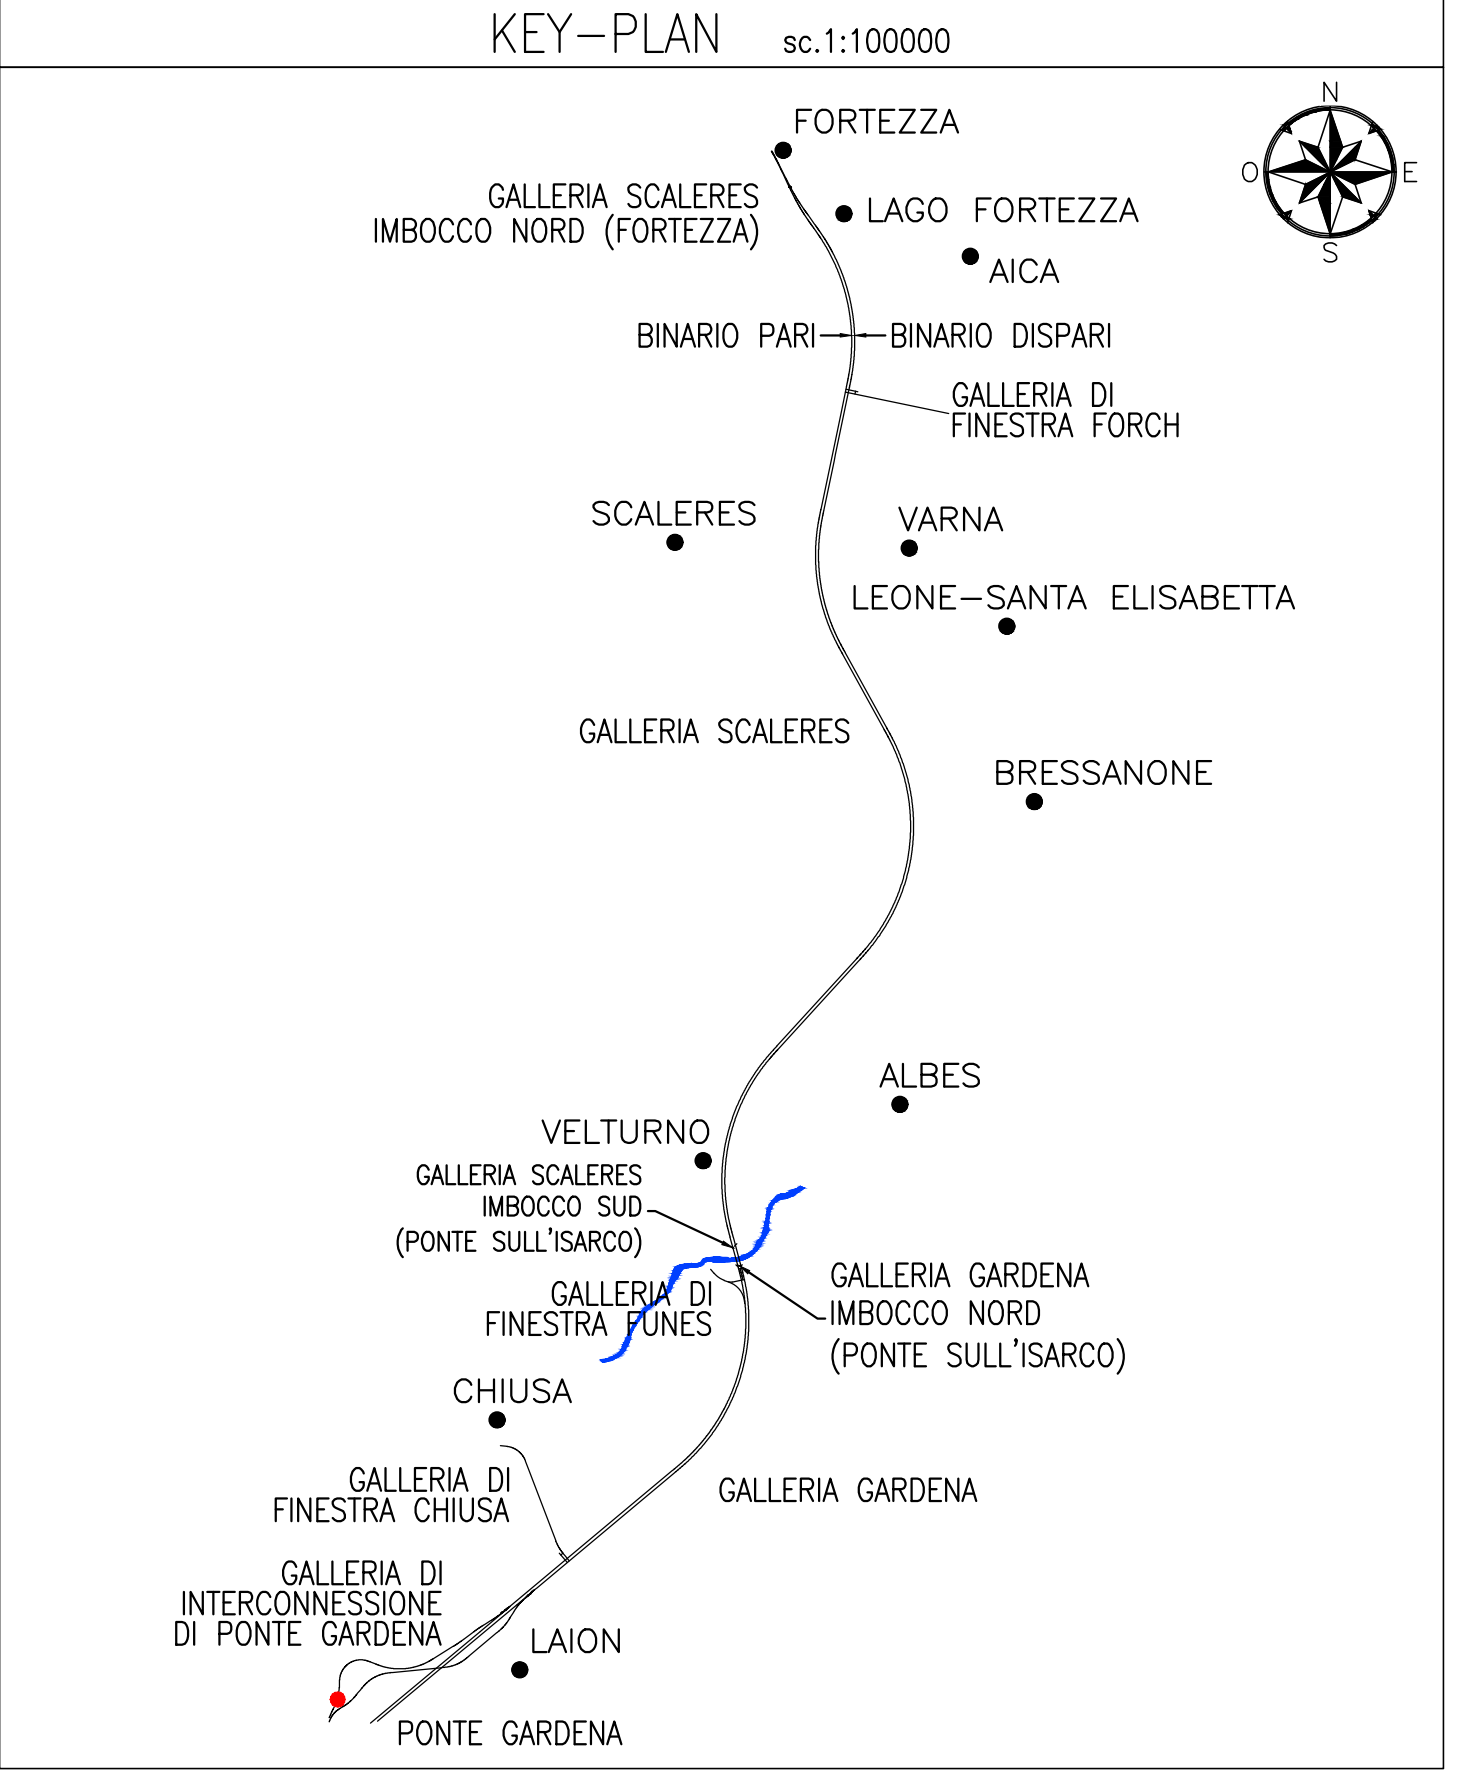 KEY-PLAN sc.1:100000
N
O
E
S
FORTEZZA
GALLERIA SCALERES
IMBOCCO NORD (FORTEZZA)
LAGO FORTEZZA
AICA
BINARIO PARI
BINARIO DISPARI
GALLERIA DI
FINESTRA FORCH
SCALERES
VARNA
LEONE-SANTA ELISABETTA
GALLERIA SCALERES
BRESSANONE
ALBES
VELTURNO
GALLERIA SCALERES
IMBOCCO SUD
(PONTE SULL'ISARCO)
GALLERIA GARDENA
IMBOCCO NORD
(PONTE SULL'ISARCO)
GALLERIA DI
FINESTRA FUNES
CHIUSA
GALLERIA DI
FINESTRA CHIUSA
GALLERIA GARDENA
GALLERIA DI
INTERCONNESSIONE
DI PONTE GARDENA
LAION
PONTE GARDENA